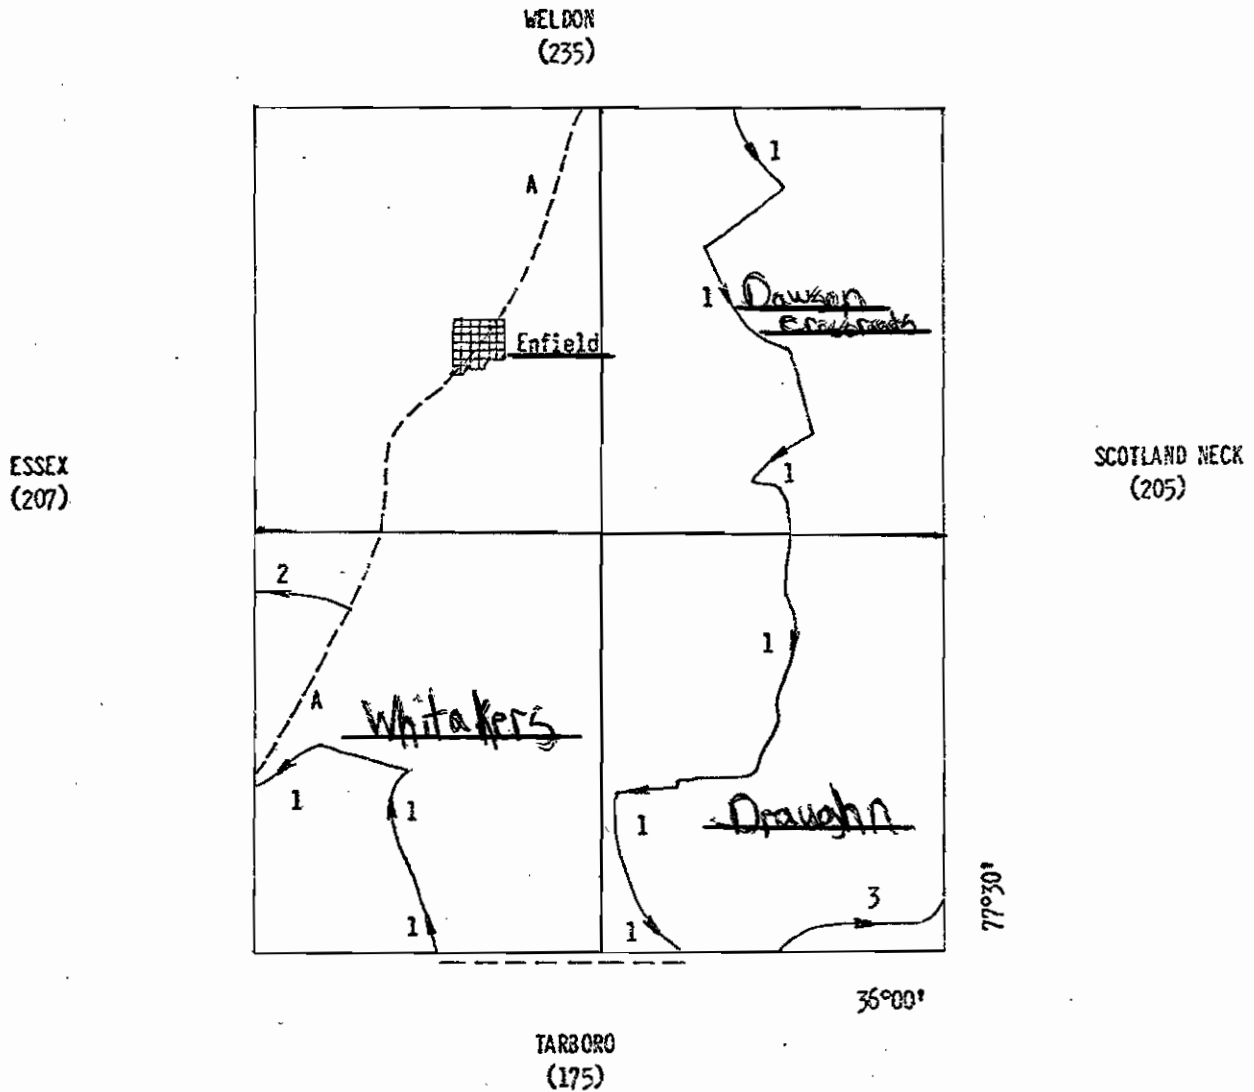 WELDON
(235)
A
1
1
Dawson
Enfield
1
ESSEX
(207)
SCOTLAND NECK
(205)
2
1
A
Whitakers
1
1
1
Draughn
1
1
3
77°30'
36°00'
TARBORO
(175)